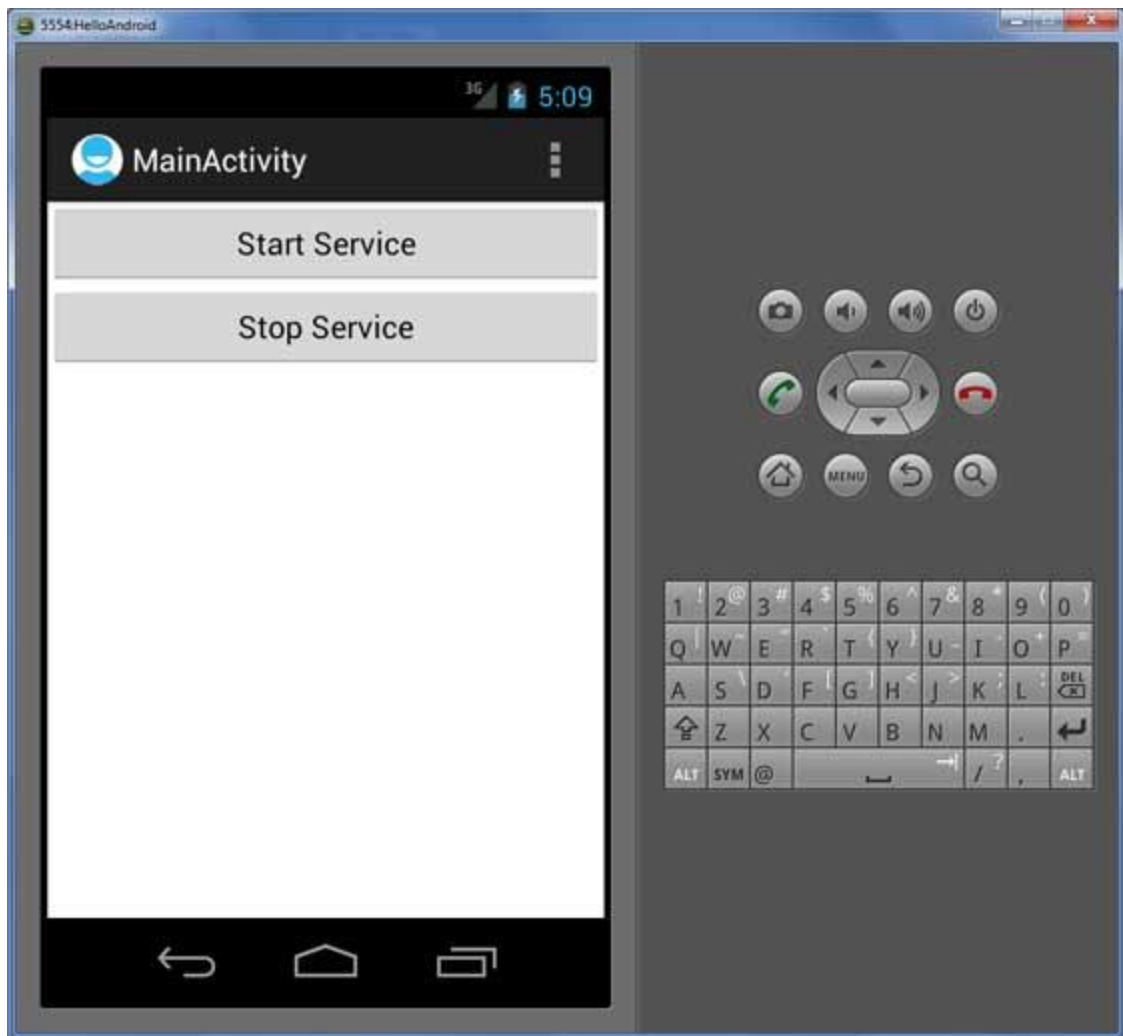 5554:HelloAndroid
3G 5:09
MainActivity
Start Service
Stop Service
MENU
1 ! 2 @ 3 # 4 $ 5 % 6 ^ 7 & 8 * 9 ( 0 )
Q | W ~ E " R ` T { Y } U _ I - O + P =
A S \ D ' F [ G ] H < J > K ; L : DEL
Z X C V B N M .
ALT SYM @ / ? , ALT